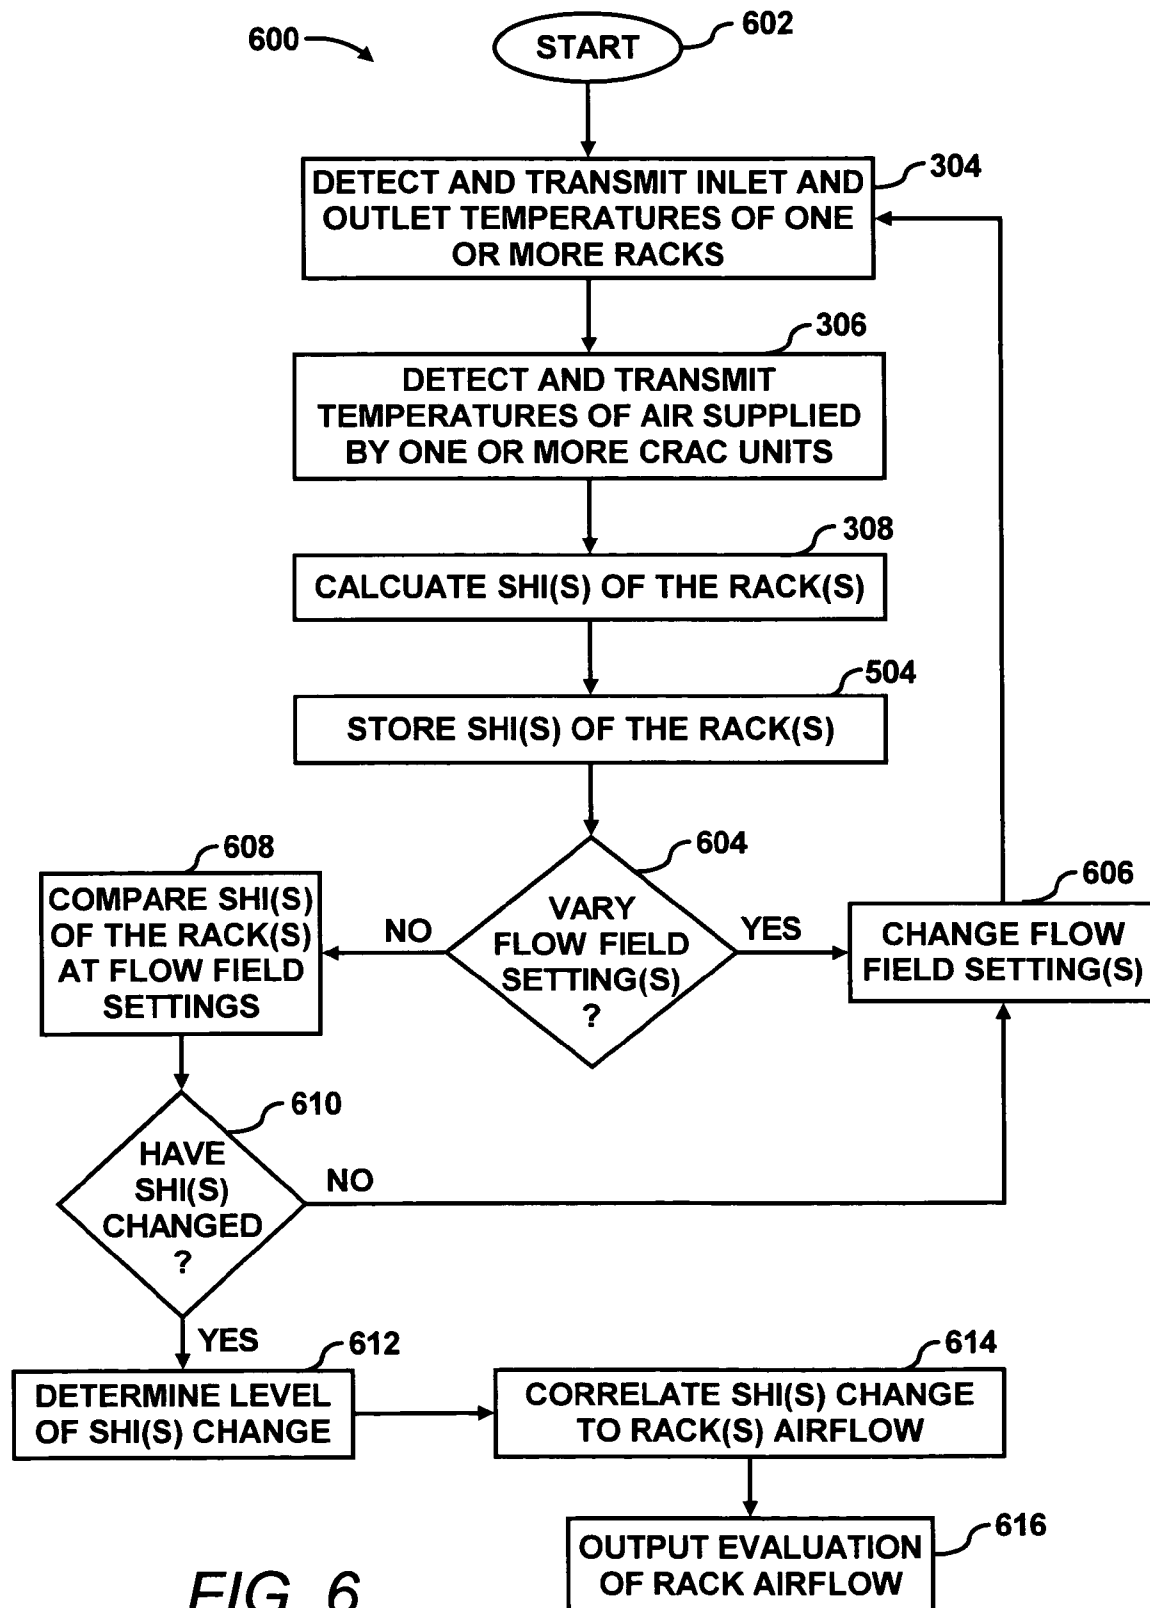 600
START
602
DETECT AND TRANSMIT INLET AND
OUTLET TEMPERATURES OF ONE
OR MORE RACKS
304
306
DETECT AND TRANSMIT
TEMPERATURES OF AIR SUPPLIED
BY ONE OR MORE CRAC UNITS
308
CALCUATE SHI(S) OF THE RACK(S)
504
STORE SHI(S) OF THE RACK(S)
604
VARY
FLOW FIELD
SETTING(S)
?
NO
YES
606
CHANGE FLOW
FIELD SETTING(S)
608
COMPARE SHI(S)
OF THE RACK(S)
AT FLOW FIELD
SETTINGS
610
HAVE
SHI(S)
CHANGED
?
NO
YES
612
DETERMINE LEVEL
OF SHI(S) CHANGE
614
CORRELATE SHI(S) CHANGE
TO RACK(S) AIRFLOW
616
OUTPUT EVALUATION
OF RACK AIRFLOW
FIG. 6